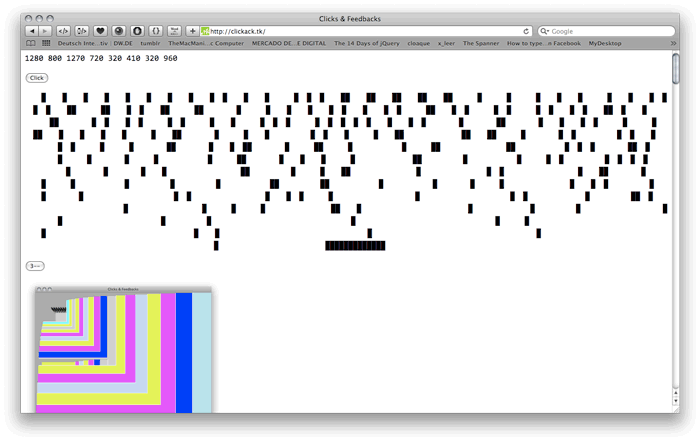 Clicks & Feedbacks
http://clickack.tk/
Google
Deutsch Inte...tiv : DW.DE tumblr TheMacMani...c Computer MERCADO DE...E DIGITAL The 14 Days of jQuery cloaque x_leer The Spanner How to type...n Facebook MyDesktop
1280 800 1270 720 320 410 320 960
Click
3~~
Clicks & Feedbacks